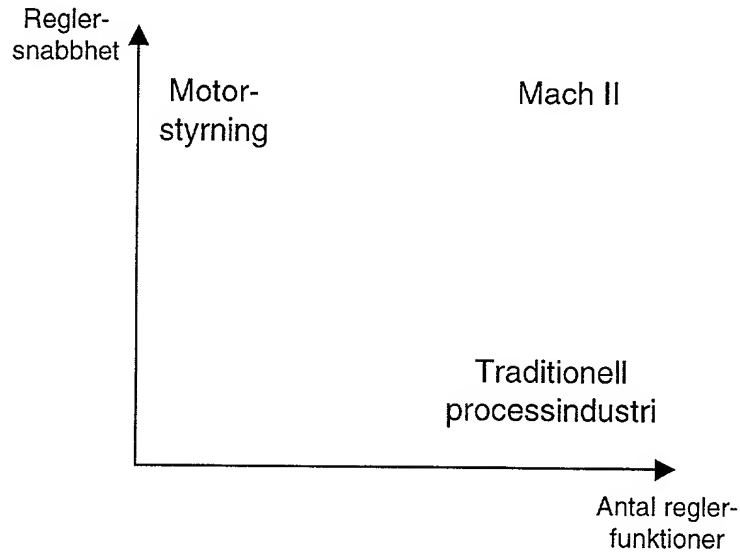 Regler-
snabbhet
Motor-
styrning
Mach II
Traditionell
processindustri
Antal regler-
funktioner